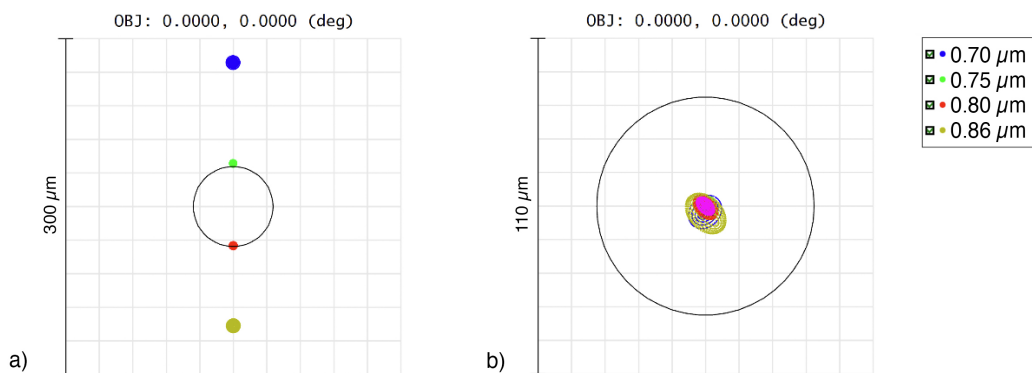 OBJ: 0.0000, 0.0000 (deg)
300 µm
a)
OBJ: 0.0000, 0.0000 (deg)
110 µm
b)
0.70 µm
0.75 µm
0.80 µm
0.86 µm